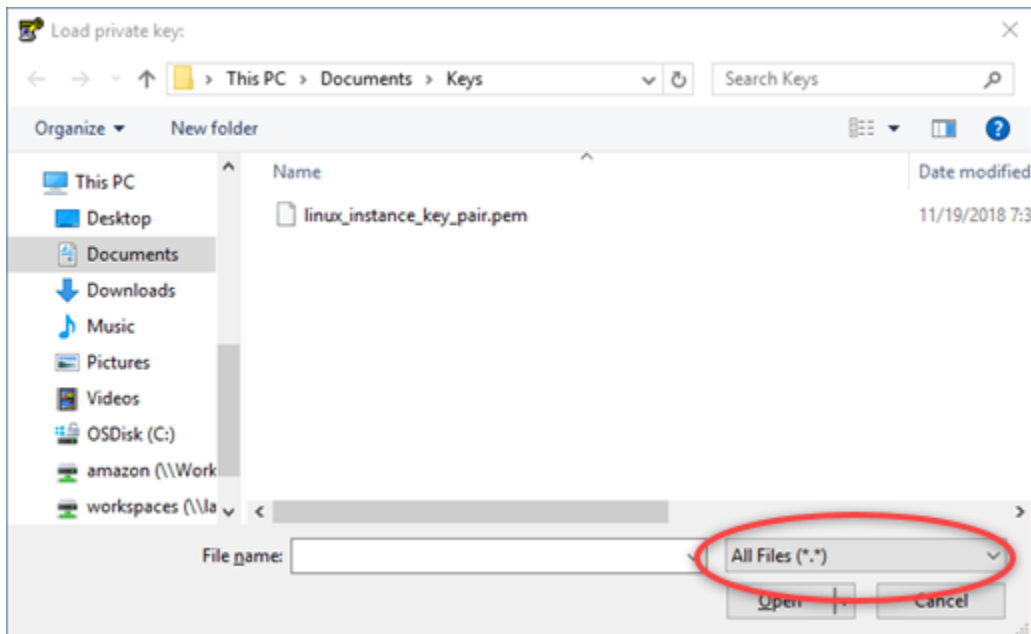 Load private key:
This PC > Documents > Keys
Search Keys
Organize
New folder
Name
Date modified
linux_instance_key_pair.pem
11/19/2018 7:3
This PC
Desktop
Documents
Downloads
Music
Pictures
Videos
OSDisk (C:)
amazon (\\Work
workspaces (\\la
File name:
All Files (*.*)
Open
Cancel